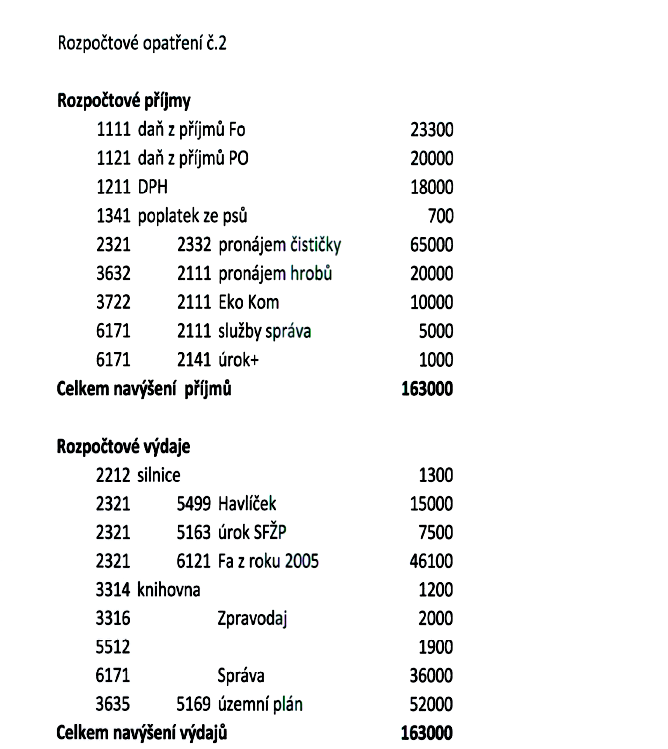 Rozpočtové opatření č.2
Rozpočtové příjmy
1111 daň z příjmů Fo 23300
1121 daň z příjmů PO 20000
1211 DPH 18000
1341 poplatek ze psů 700
2321 2332 pronájem čističky 65000
3632 2111 pronájem hrobů 20000
3722 2111 Eko Kom 10000
6171 2111 služby správa 5000
6171 2141 úrok+ 1000
Celkem navýšení příjmů 163000
Rozpočtové výdaje
2212 silnice 1300
2321 5499 Havlíček 15000
2321 5163 úrok SFŽP 7500
2321 6121 Fa z roku 2005 46100
3314 knihovna 1200
3316 Zpravodaj 2000
5512 1900
6171 Správa 36000
3635 5169 územní plán 52000
Celkem navýšení výdajů 163000